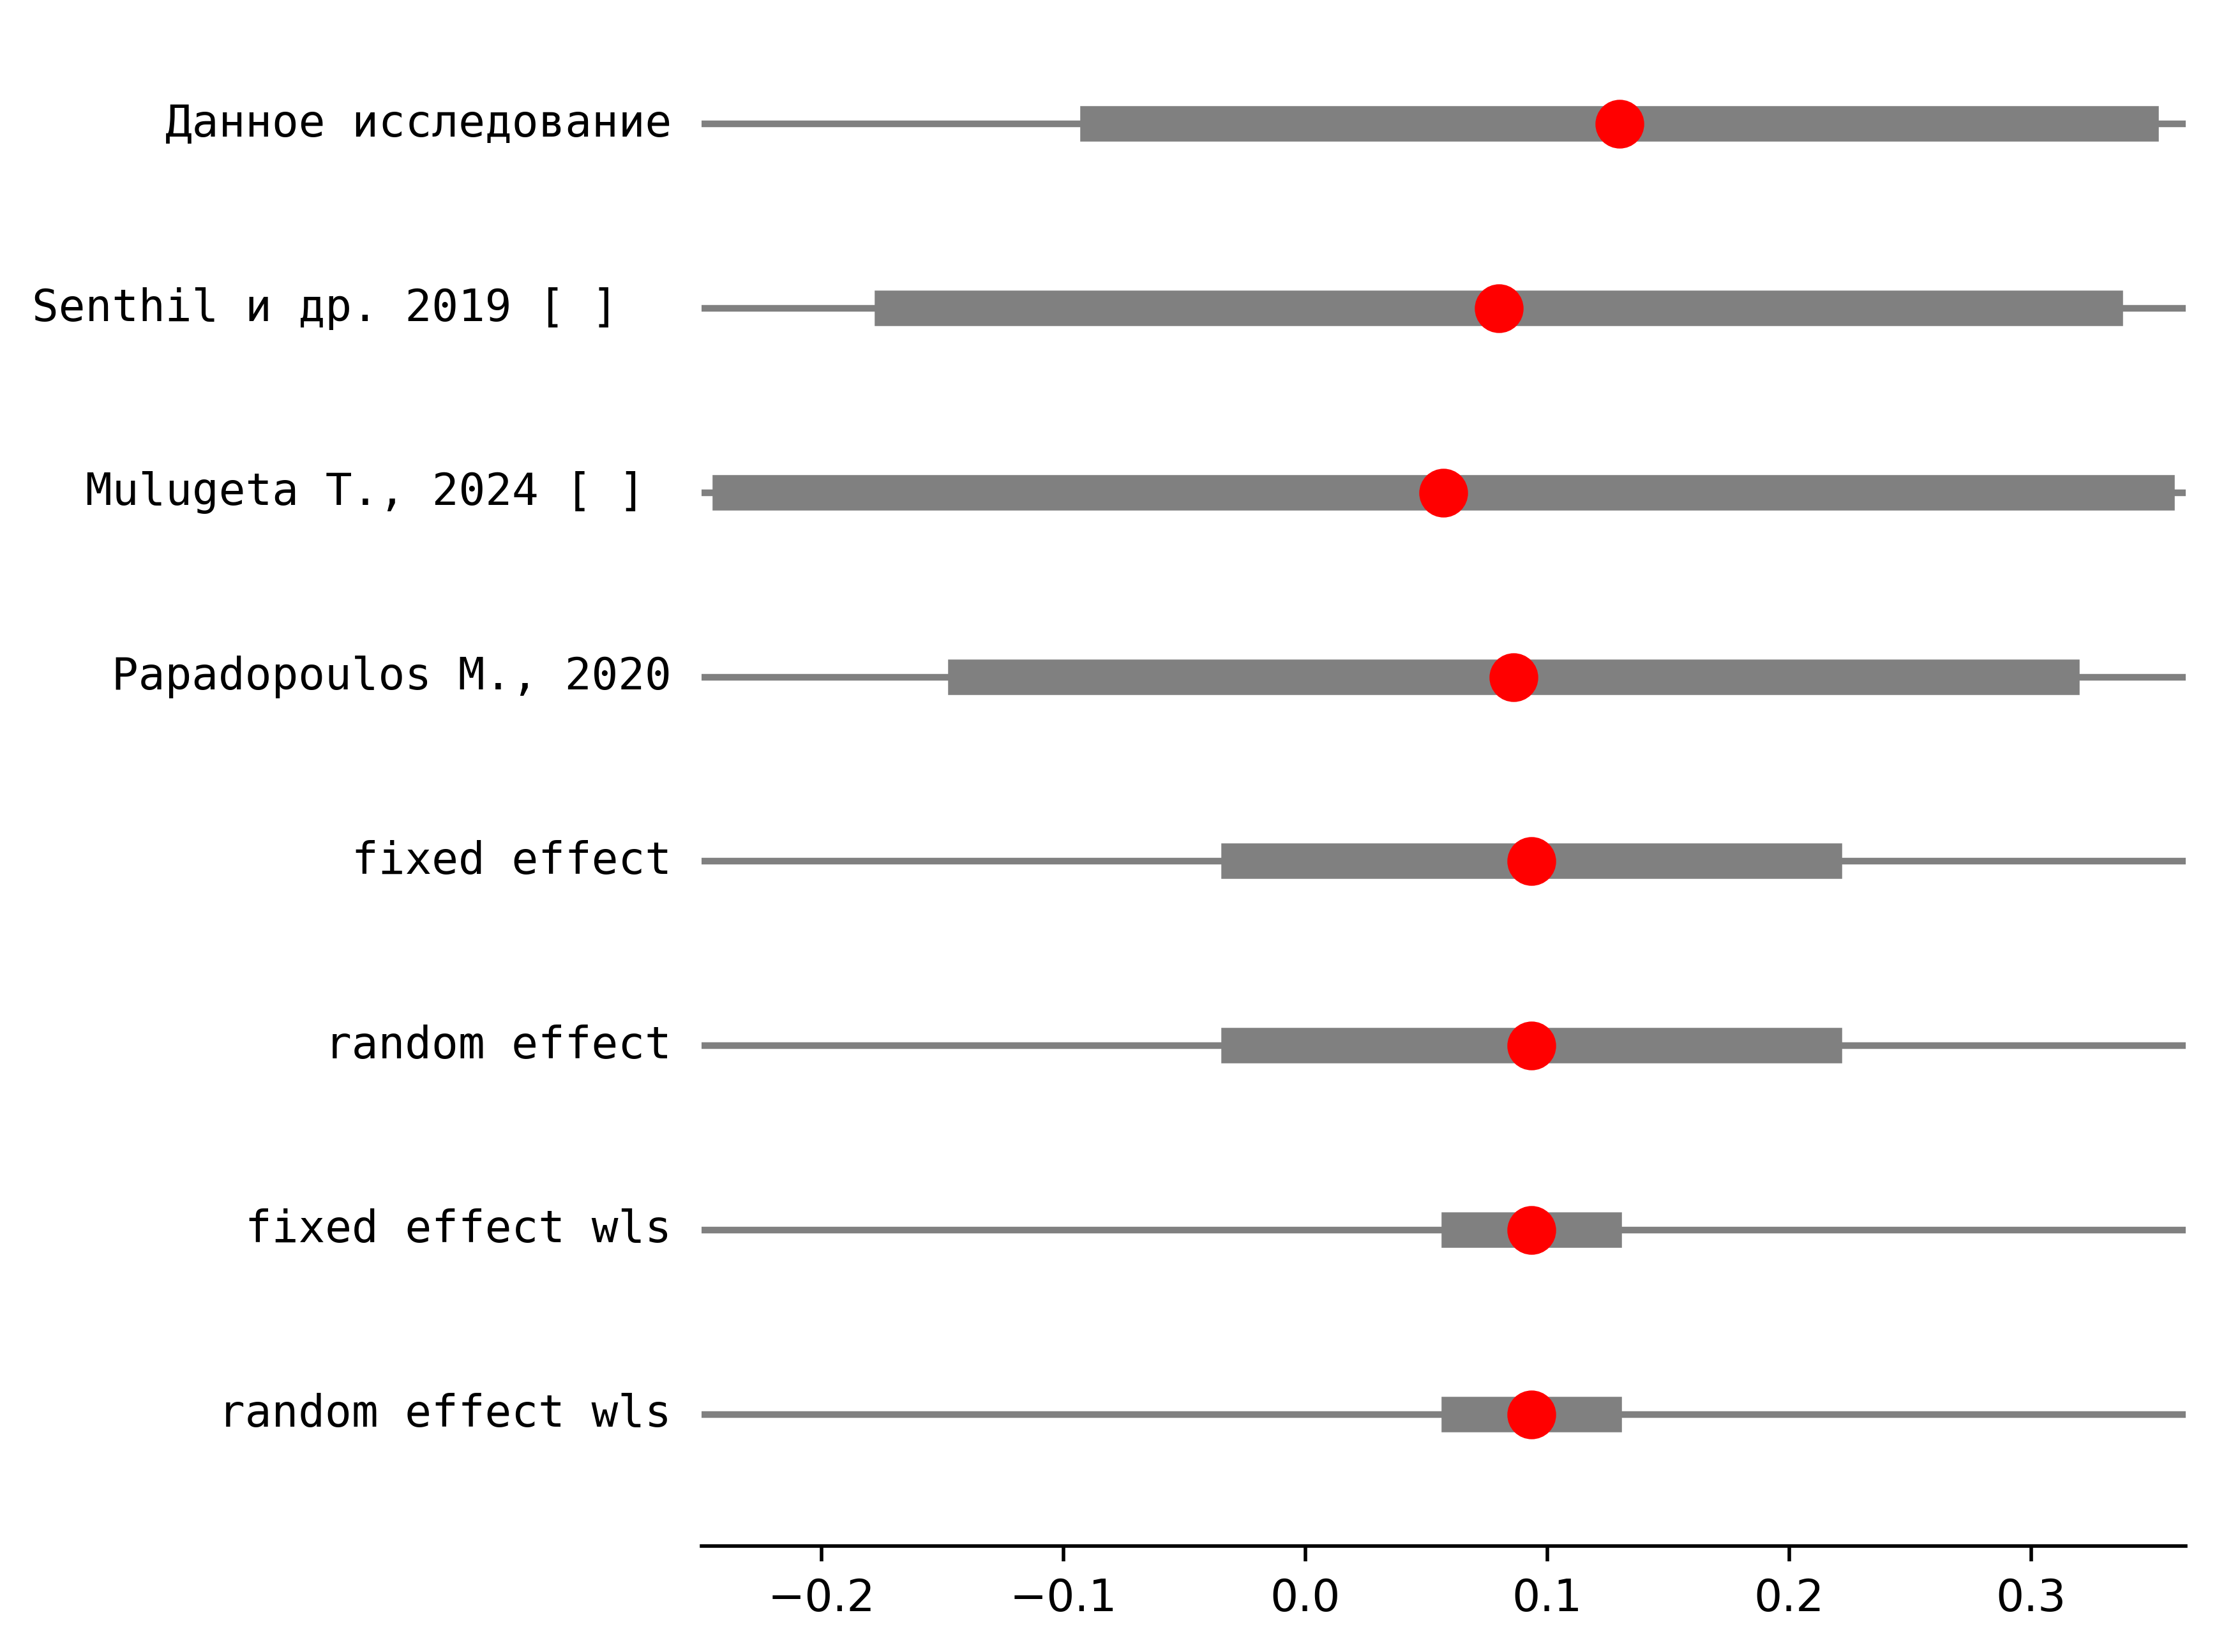 Данное исследование
Senthil и др. 2019 [ ]
Mulugeta T., 2024 [ ]
Papadopoulos M., 2020
fixed effect
random effect
fixed effect wls
random effect wls
−0.2 −0.1 0.0 0.1 0.2 0.3